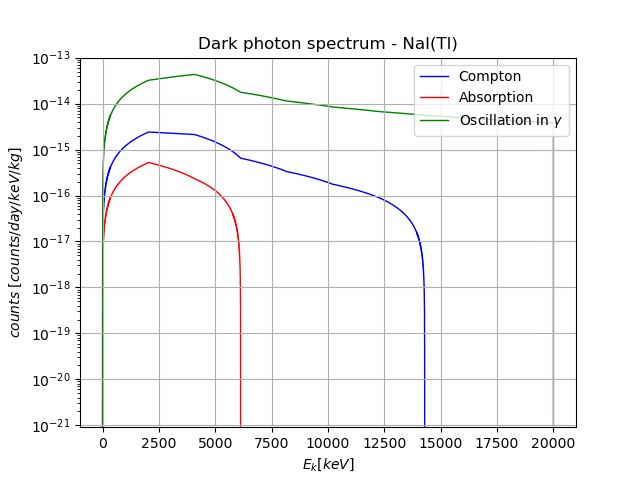 Dark photon spectrum - NaI(Tl)
Compton
Absorption
Oscillation in γ
10⁻¹³
10⁻¹⁴
10⁻¹⁵
10⁻¹⁶
10⁻¹⁷
10⁻¹⁸
10⁻¹⁹
10⁻²⁰
10⁻²¹
counts [counts/day/keV/kg]
0 2500 5000 7500 10000 12500 15000 17500 20000
Eₖ[keV]